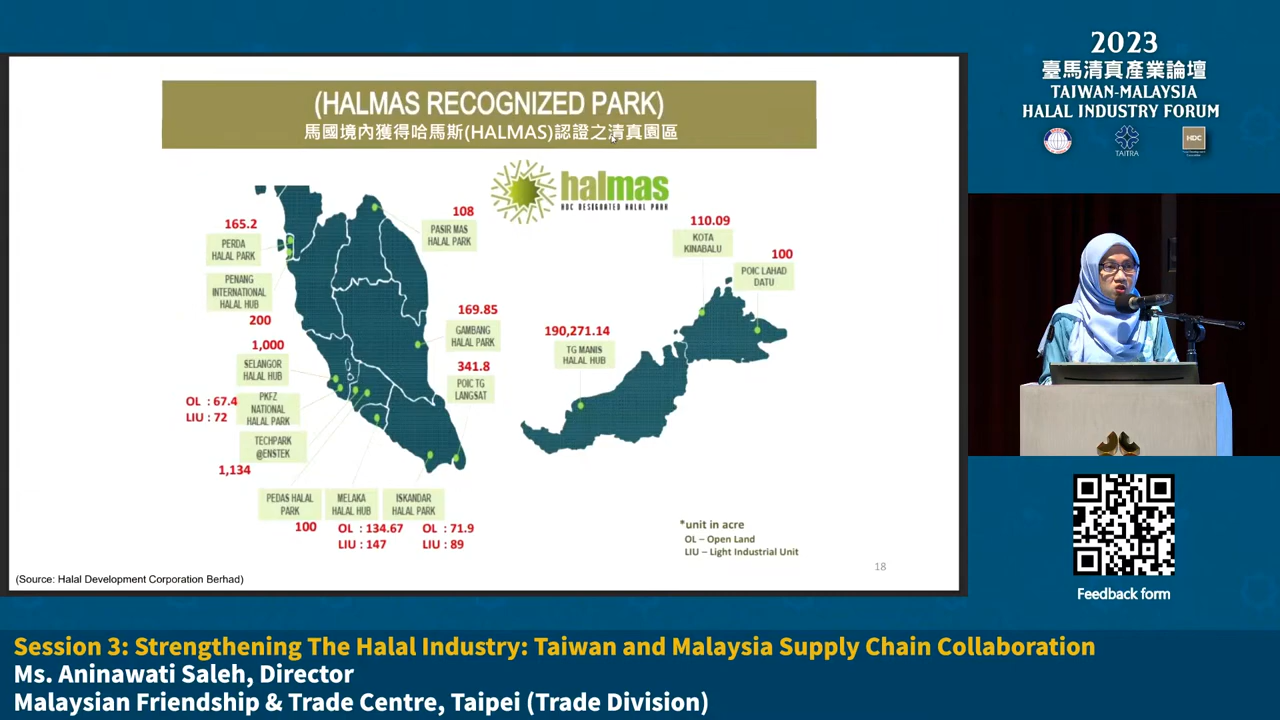 (HALMAS RECOGNIZED PARK)
馬國境內獲得哈馬斯(HALMAS)認證之清真園區
halmas
HDC DESIGNATED HALAL PARK
165.2
PERDA
HALAL PARK
PENANG
INTERNATIONAL
HALAL HUB
200
1,000
SELANGOR
HALAL HUB
OL : 67.4
LIU : 72
PKFZ
NATIONAL
HALAL PARK
TECHPARK
@ENSTEK
1,134
PEDAS HALAL
PARK
100
MELAKA
HALAL HUB
OL : 134.67
LIU : 147
ISKANDAR
HALAL PARK
OL : 71.9
LIU : 89
108
PASIR MAS
HALAL PARK
169.85
GAMBANG
HALAL PARK
341.8
POIC TG
LANGSAT
190,271.14
TG MANIS
HALAL HUB
110.09
KOTA
KINABALU
100
POIC LAHAD
DATU
*unit in acre
OL – Open Land
LIU – Light Industrial Unit
18
(Source: Halal Development Corporation Berhad)
2023
臺馬清真產業論壇
TAIWAN-MALAYSIA
HALAL INDUSTRY FORUM
TAITRA
HDC
Feedback form
Session 3: Strengthening The Halal Industry: Taiwan and Malaysia Supply Chain Collaboration
Ms. Aninawati Saleh, Director
Malaysian Friendship & Trade Centre, Taipei (Trade Division)